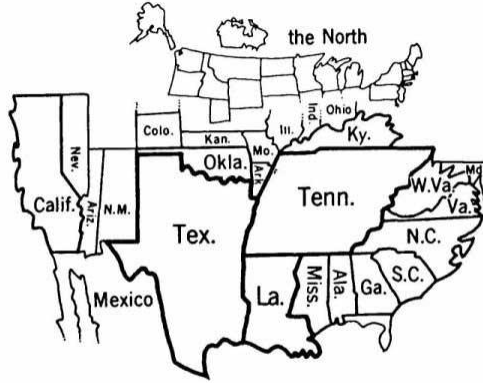 the North
Colo.
Kan.
Mo.
Ill.
Ind.
Ohio
Ky.
Nev.
Calif.
Ariz.
N.M.
Okla.
Ark
Tex.
Tenn.
W.Va.
Md
Va.
N.C.
S.C.
La.
Miss.
Ala.
Ga.
Mexico